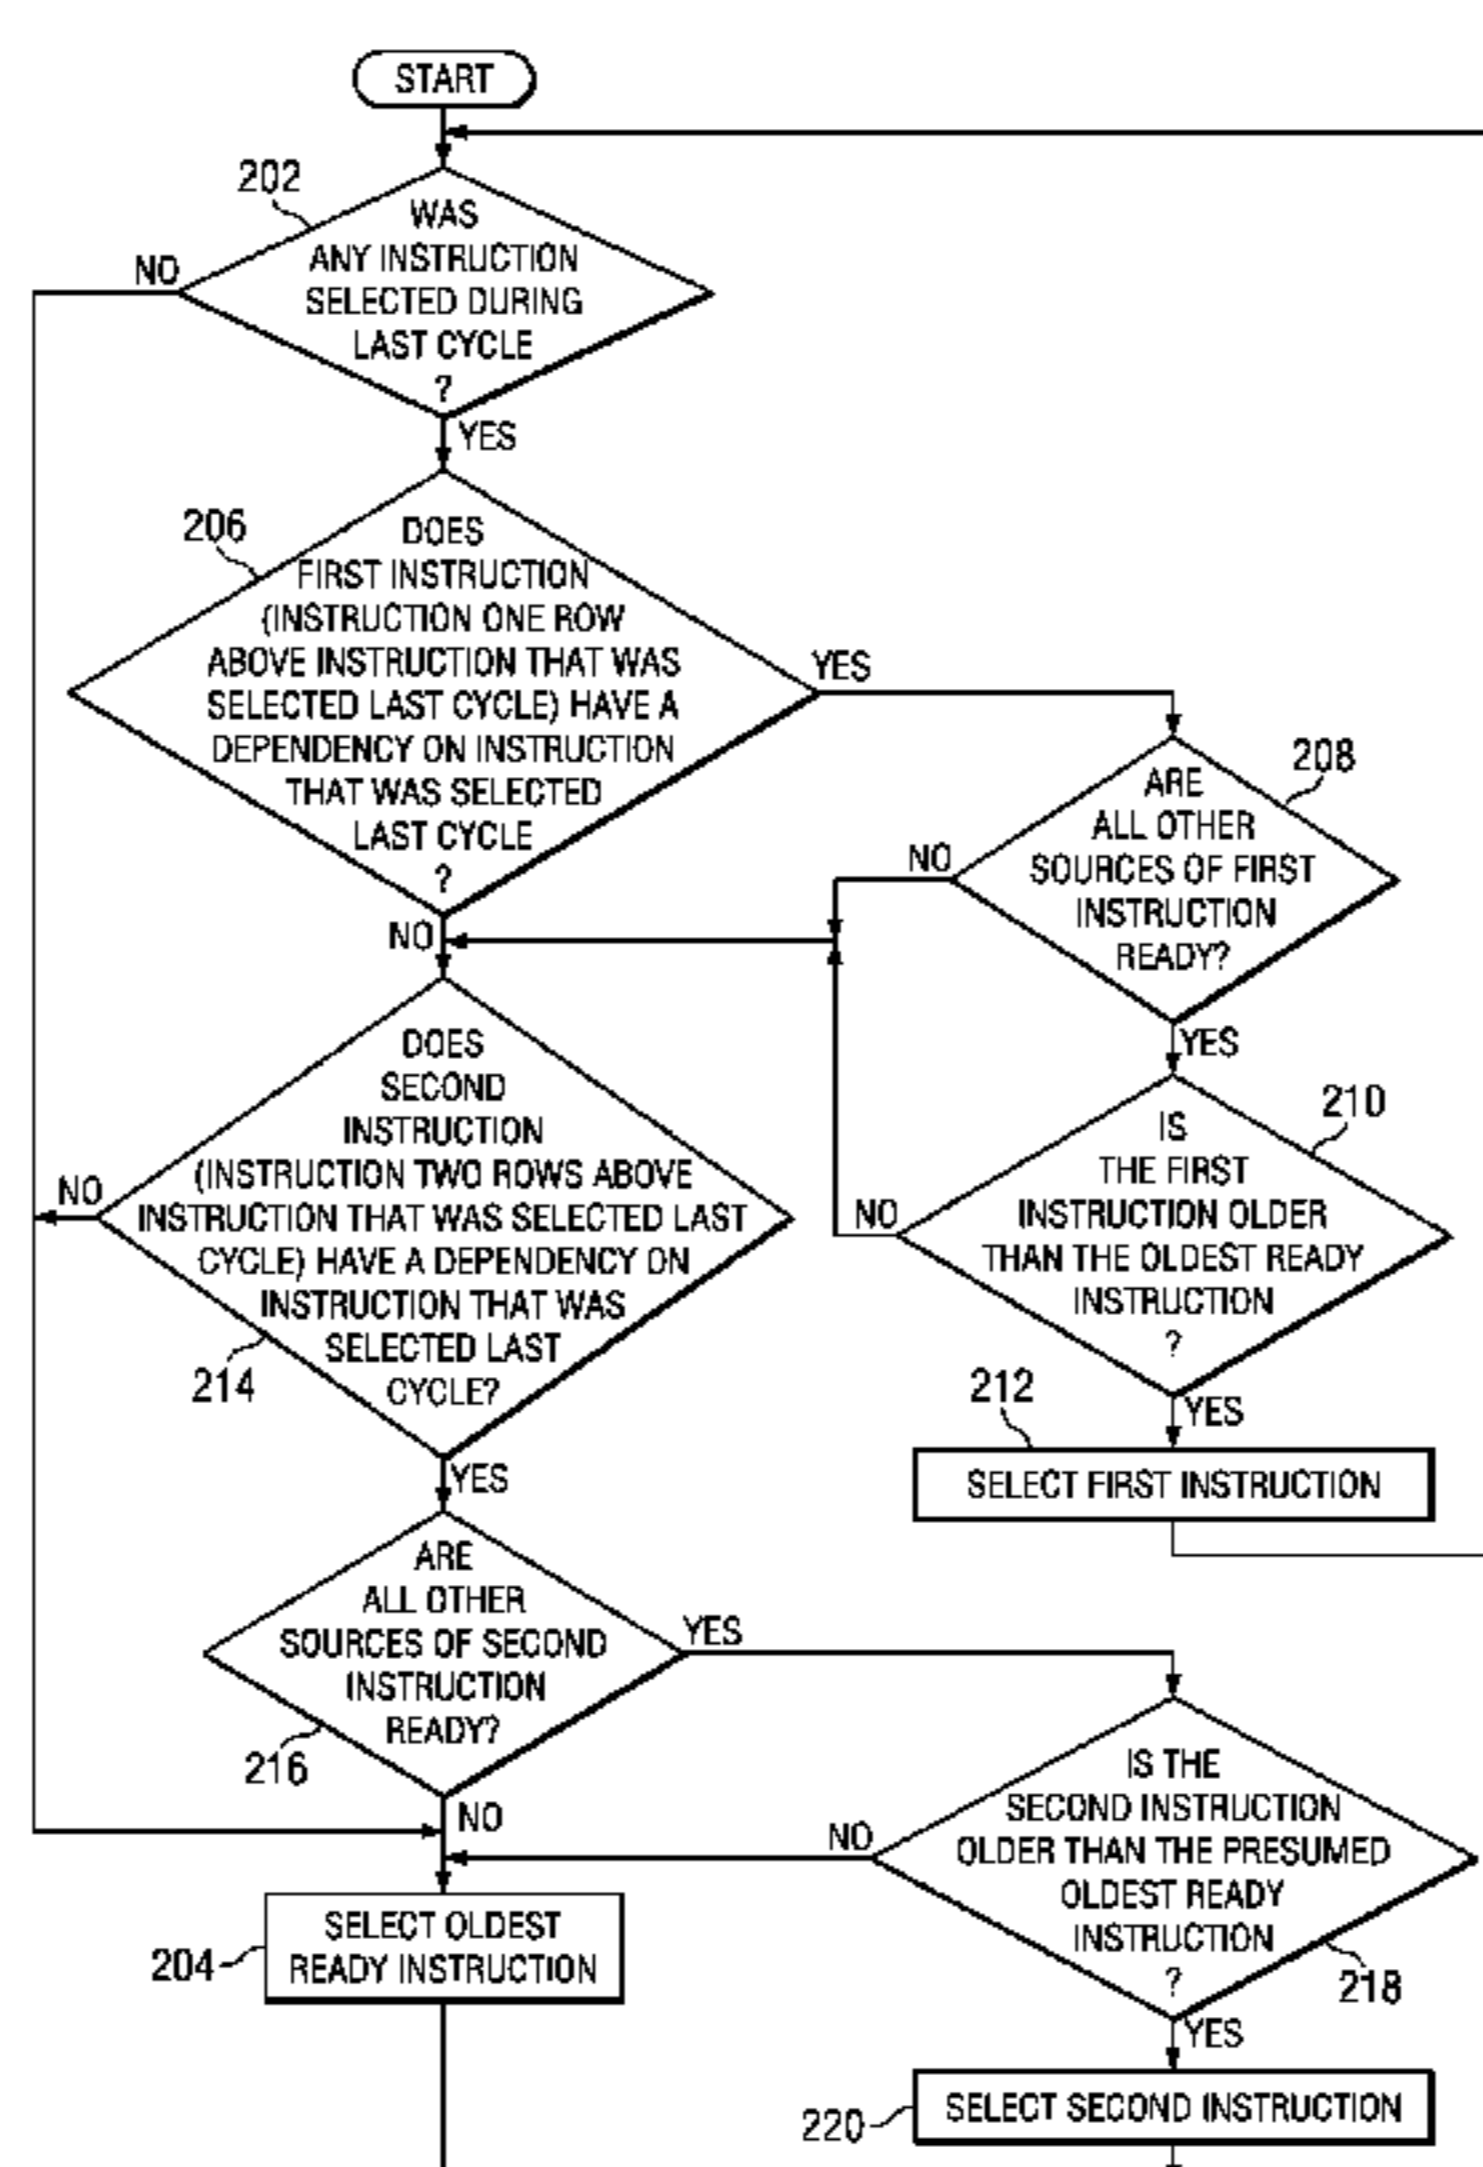 START
202
WAS
ANY INSTRUCTION
SELECTED DURING
LAST CYCLE
?
NO
YES
206
DOES
FIRST INSTRUCTION
(INSTRUCTION ONE ROW
ABOVE INSTRUCTION THAT WAS
SELECTED LAST CYCLE) HAVE A
DEPENDENCY ON INSTRUCTION
THAT WAS SELECTED
LAST CYCLE
?
YES
NO
208
ARE
ALL OTHER
SOURCES OF FIRST
INSTRUCTION
READY?
NO
YES
210
IS
THE FIRST
INSTRUCTION OLDER
THAN THE OLDEST READY
INSTRUCTION
?
NO
YES
212
SELECT FIRST INSTRUCTION
DOES
SECOND
INSTRUCTION
(INSTRUCTION TWO ROWS ABOVE
INSTRUCTION THAT WAS SELECTED LAST
CYCLE) HAVE A DEPENDENCY ON
INSTRUCTION THAT WAS
SELECTED LAST
CYCLE?
NO
214
YES
ARE
ALL OTHER
SOURCES OF SECOND
INSTRUCTION
READY?
YES
216
NO
IS THE
SECOND INSTRUCTION
OLDER THAN THE PRESUMED
OLDEST READY
INSTRUCTION
?
NO
218
YES
SELECT OLDEST
READY INSTRUCTION
204
SELECT SECOND INSTRUCTION
220